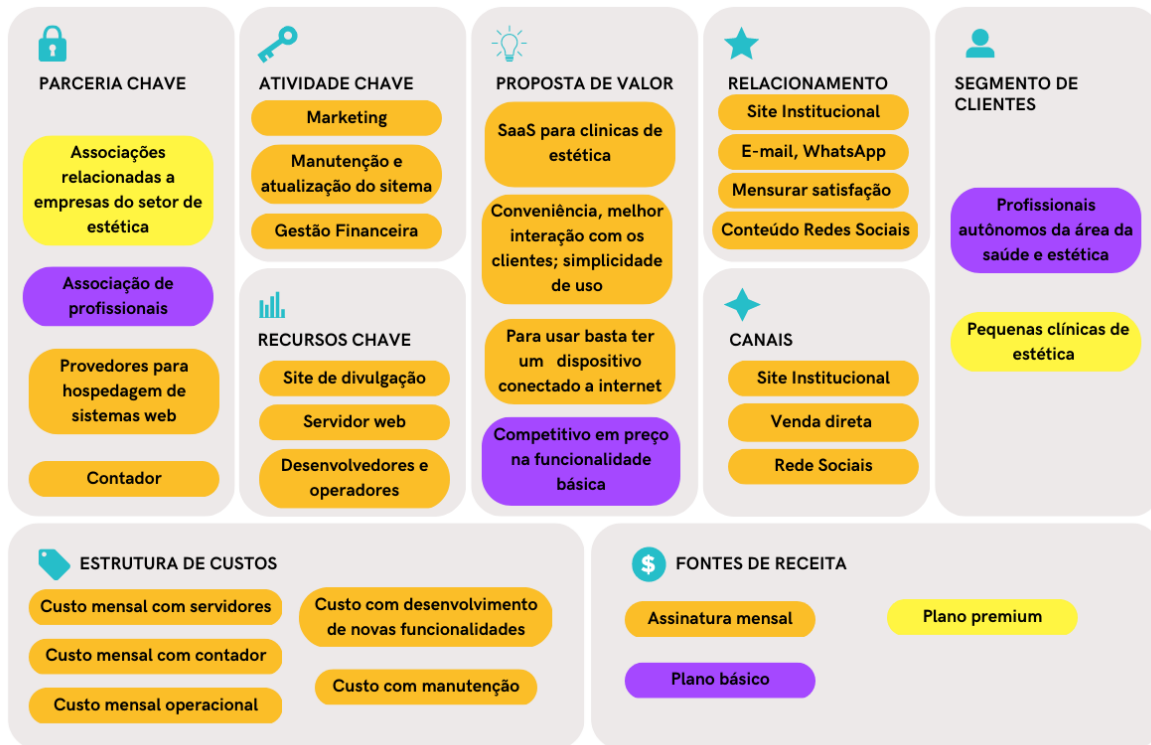 PARCERIA CHAVE
Associações
relacionadas a
empresas do setor de
estética
Associação de
profissionais
Provedores para
hospedagem de
sistemas web
Contador
ATIVIDADE CHAVE
Marketing
Manutenção e
atualização do sitema
Gestão Financeira
RECURSOS CHAVE
Site de divulgação
Servidor web
Desenvolvedores e
operadores
PROPOSTA DE VALOR
SaaS para clinicas de
estética
Conveniência, melhor
interação com os
clientes; simplicidade
de uso
Para usar basta ter
um dispositivo
conectado a internet
Competitivo em preço
na funcionalidade
básica
RELACIONAMENTO
Site Institucional
E-mail, WhatsApp
Mensurar satisfação
Conteúdo Redes Sociais
CANAIS
Site Institucional
Venda direta
Rede Sociais
SEGMENTO DE
CLIENTES
Profissionais
autônomos da área da
saúde e estética
Pequenas clínicas de
estética
ESTRUTURA DE CUSTOS
Custo mensal com servidores
Custo mensal com contador
Custo mensal operacional
Custo com desenvolvimento
de novas funcionalidades
Custo com manutenção
$ FONTES DE RECEITA
Assinatura mensal
Plano básico
Plano premium